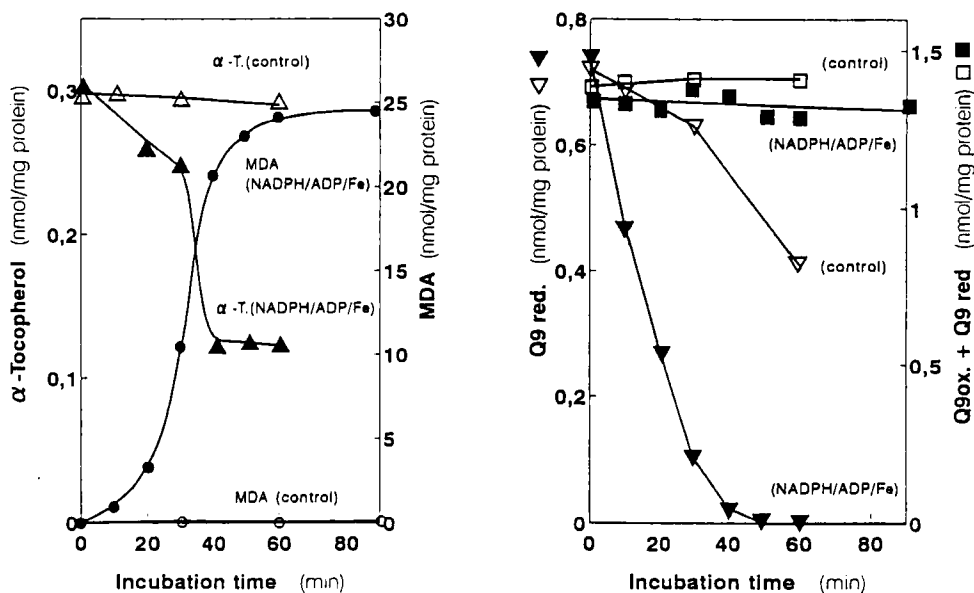 30
25
20
15
10
5
0
MDA (nmol/mg protein)
α-Tocopherol (nmol/mg protein)
0,3
0,2
0,1
0
α-T.(control)
MDA
(NADPH/ADP/Fe)
α-T.(NADPH/ADP/Fe)
MDA (control)
0 20 40 60 80
Incubation time (min)
Q9 red. (nmol/mg protein)
0,8
0,6
0,4
0,2
0,0
(control)
(NADPH/ADP/Fe)
(control)
(NADPH/ADP/Fe)
1,5
1
0,5
0
Q9ox. + Q9 red (nmol/mg protein)
0 20 40 60 80
Incubation time (min)